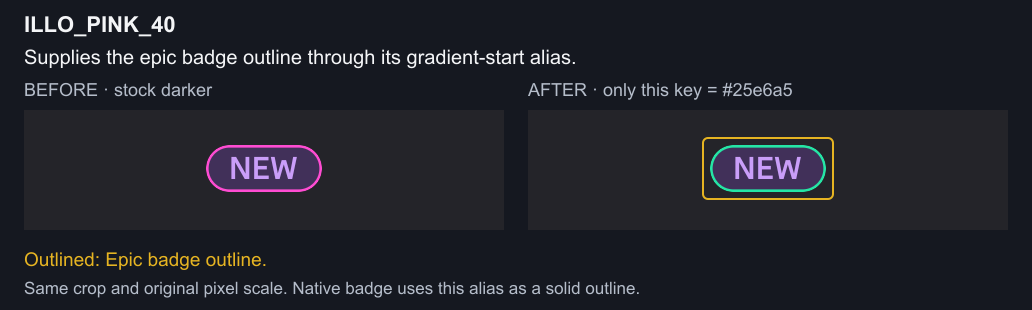 ILLO_PINK_40
Supplies the epic badge outline through its gradient-start alias.
BEFORE · stock darker
AFTER · only this key = #25e6a5
NEW
NEW
Outlined: Epic badge outline.
Same crop and original pixel scale. Native badge uses this alias as a solid outline.